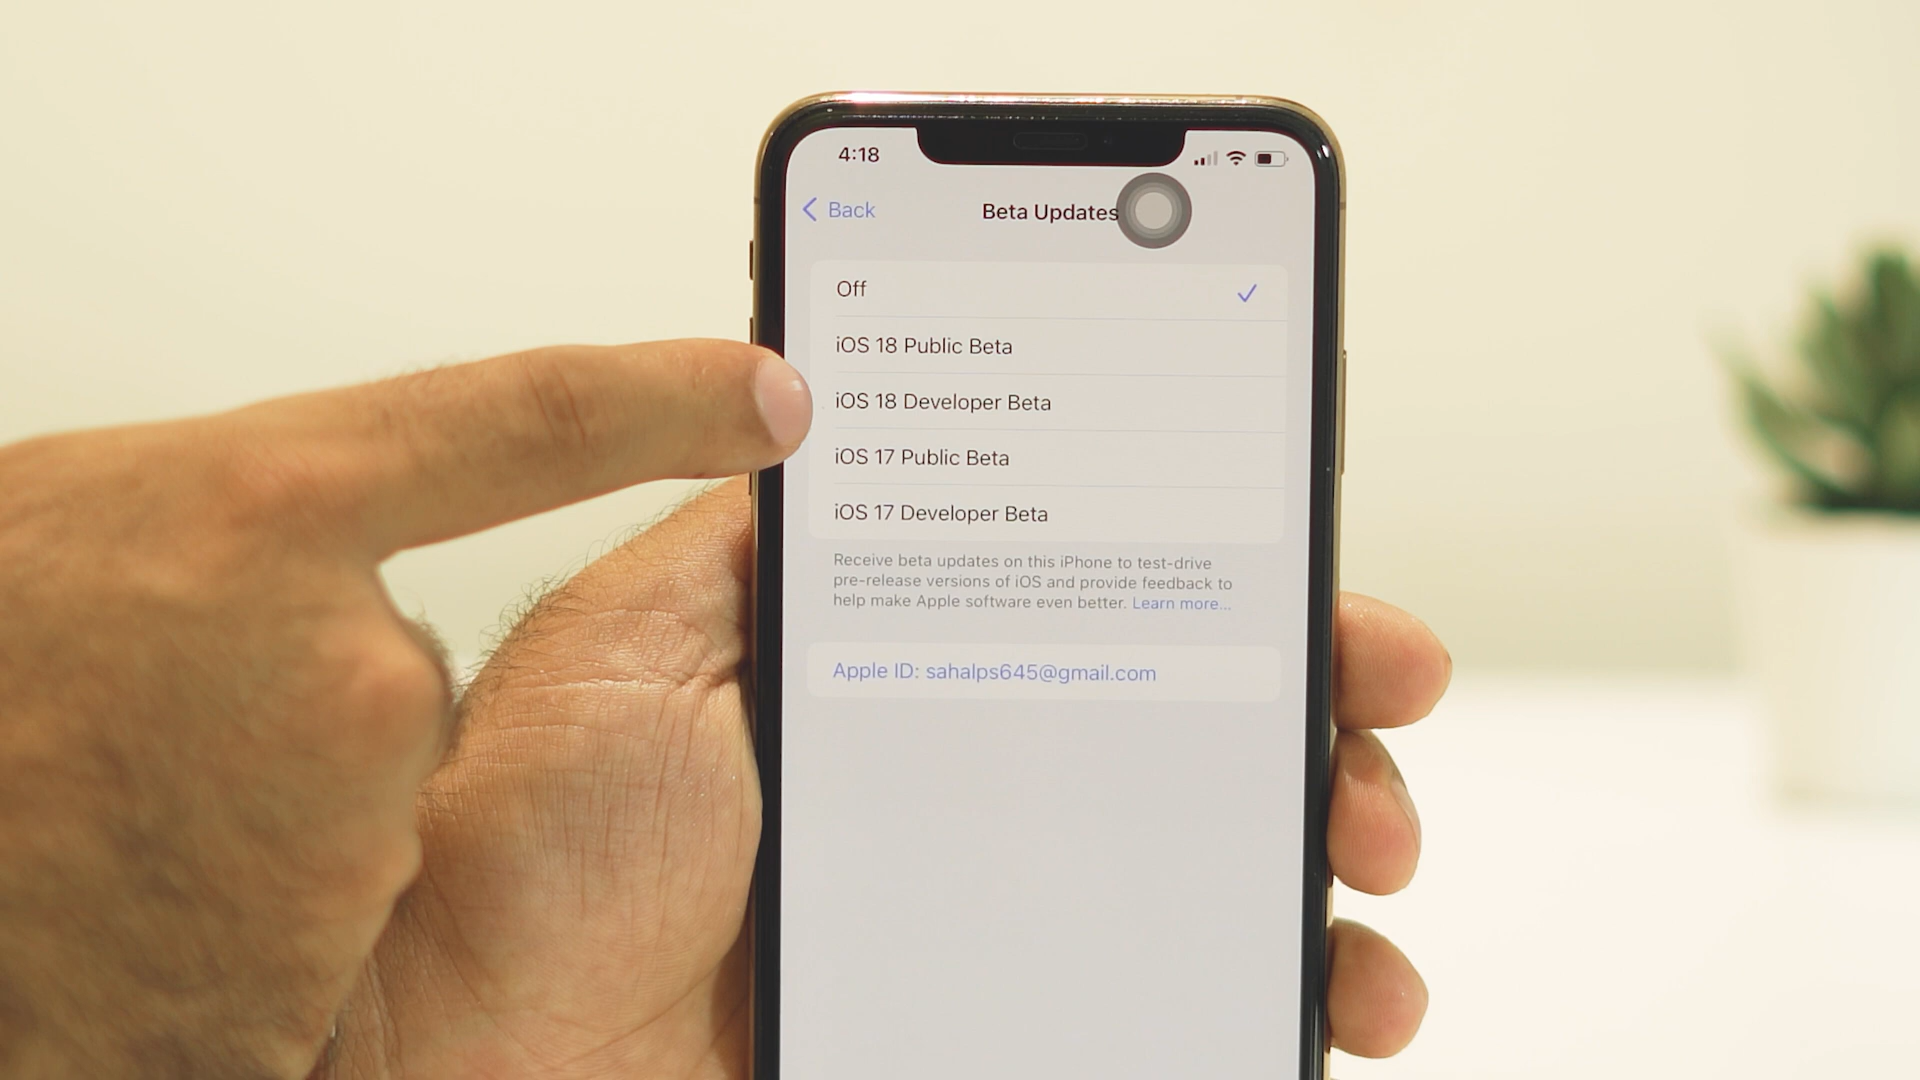 4:18
Back
Beta Updates
Off
iOS 18 Public Beta
iOS 18 Developer Beta
iOS 17 Public Beta
iOS 17 Developer Beta
Receive beta updates on this iPhone to test-drive
pre-release versions of iOS and provide feedback to
help make Apple software even better. Learn more...
Apple ID: sahalps645@gmail.com